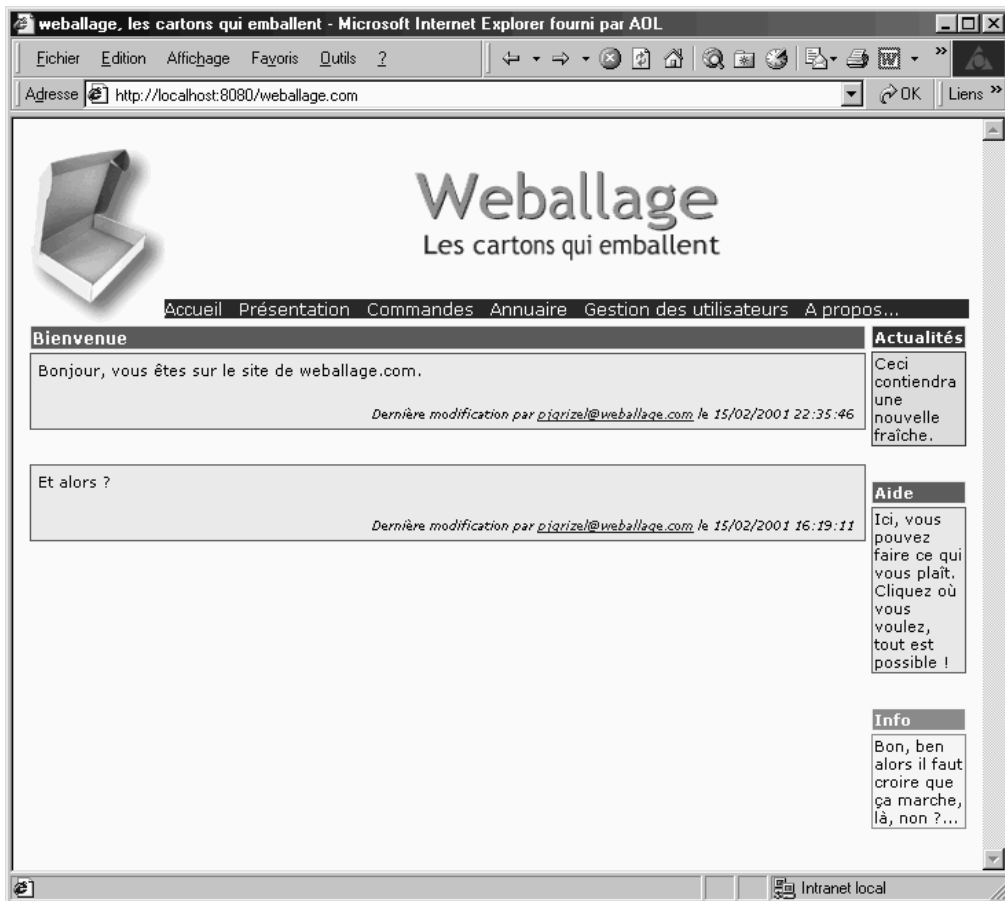 weballage, les cartons qui emballent - Microsoft Internet Explorer fourni par AOL
Fichier Edition Affichage Favoris Outils ?
Adresse http://localhost:8080/weballage.com OK Liens
Weballage
Les cartons qui emballent
Accueil Présentation Commandes Annuaire Gestion des utilisateurs A propos...
Bienvenue
Bonjour, vous êtes sur le site de weballage.com.
Dernière modification par pjgrizel@weballage.com le 15/02/2001 22:35:46
Et alors ?
Dernière modification par pjgrizel@weballage.com le 15/02/2001 16:19:11
Actualités
Ceci
contiendra
une
nouvelle
fraîche.
Aide
Ici, vous
pouvez
faire ce qui
vous plaît.
Cliquez où
vous
voulez,
tout est
possible !
Info
Bon, ben
alors il faut
croire que
ça marche,
là, non ?...
Intranet local